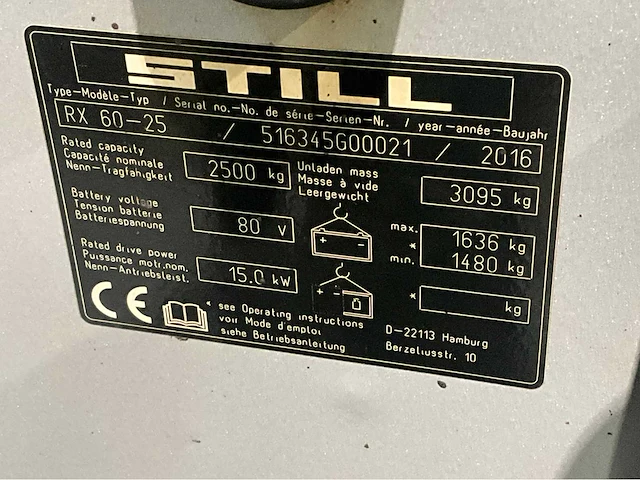 STILL
Type-Modèle-Typ / Serial no.-No. de série-Serien-Nr. / year-année-Baujahr
RX 60-25 / 516345G00021 / 2016
Rated capacity
Capacité nominale
Nenn-Tragfähigkeit
2500 kg
Unladen mass
Masse à vide
Leergewicht
3095 kg
Battery voltage
Tension batterie
Batteriespannung
80 V
+ -
max. 1636 kg
*
min. 1480 kg
Rated drive power
Puissance motr.nom.
Nenn-Antriebsleist.
15.0 kW
+ -
* kg
CE
* see Operating instructions
voir Mode d'emploi
siehe Betriebsanleitung
D-22113 Hamburg
Berzeliusstr. 10